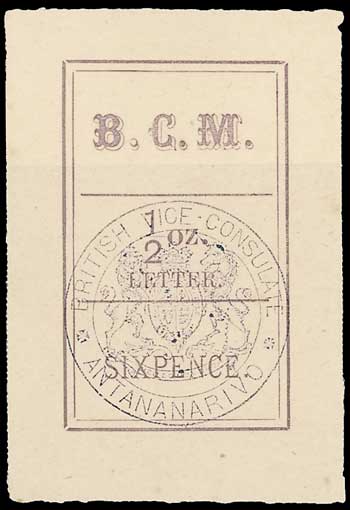 B. C. M.
½ OZ.
LETTER.
SIXPENCE.
BRITISH VICE-CONSULATE
ANTANANARIVO